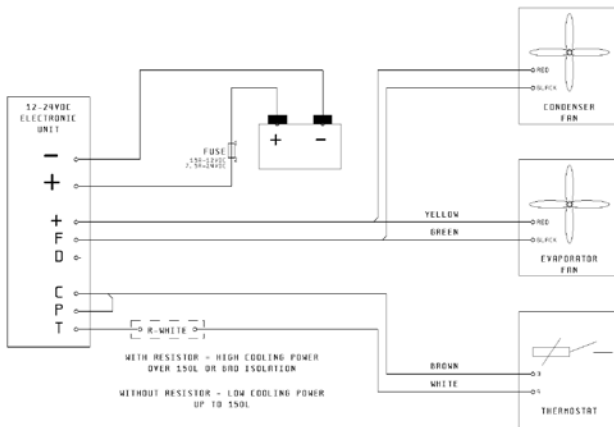 12-24VDC
ELECTRONIC
UNIT
-
+
+
F
D
C
P
T
FUSE
15A-12VDC
7.5A-24VDC
+ -
RED
BLACK
CONDENSER
FAN
YELLOW
GREEN
RED
BLACK
EVAPORATOR
FAN
R-WHITE
WITH RESISTOR - HIGH COOLING POWER
OVER 150L OR BAD ISOLATION
WITHOUT RESISTOR - LOW COOLING POWER
UP TO 150L
BROWN
WHITE
3
4
THERMOSTAT